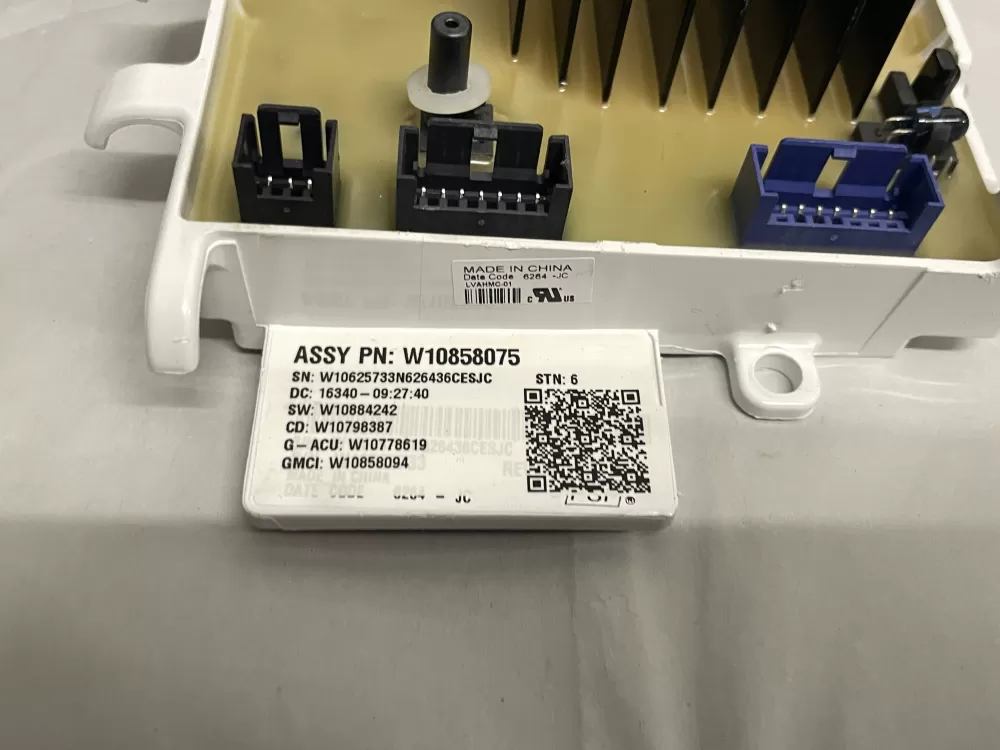 MADE IN CHINA
Date Code 6264 -JC
LVAHMC-01
c RU us
ASSY PN: W10858075
SN: W10625733N626436CESJC
STN: 6
DC: 16340-09:27:40
SW: W10884242
CD: W10798387
G-ACU: W10778619
GMCI: W10858094
MADE IN CHINA
DATE CODE 6264 - JC
®